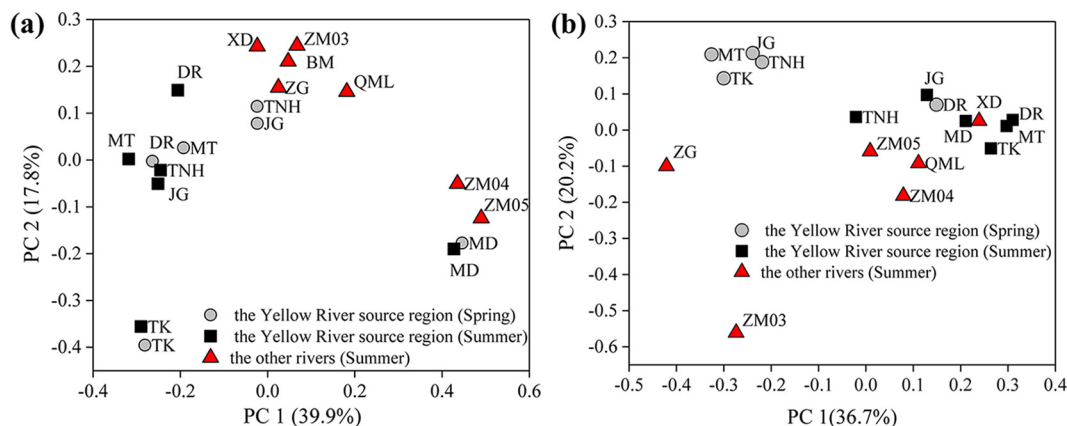 (a)
0.3
0.2
0.1
0.0
-0.1
-0.2
-0.3
-0.4
PC 2 (17.8%)
XD
ZM03
BM
DR
ZG
QML
TNH
JG
MT
DR
MT
TNH
JG
ZM04
ZM05
MD
MD
TK
TK
the Yellow River source region (Spring)
the Yellow River source region (Summer)
the other rivers (Summer)
-0.4
-0.2
0.0
0.2
0.4
0.6
PC 1 (39.9%)
(b)
0.3
0.2
0.1
0.0
-0.1
-0.2
-0.3
-0.4
-0.5
-0.6
PC 2 (20.2%)
MT
JG
TNH
TK
JG
DR
XD
DR
TNH
MD
MT
TK
ZM05
ZG
QML
ZM04
the Yellow River source region (Spring)
the Yellow River source region (Summer)
the other rivers (Summer)
ZM03
-0.5
-0.4
-0.3
-0.2
-0.1
0.0
0.1
0.2
0.3
0.4
PC 1(36.7%)